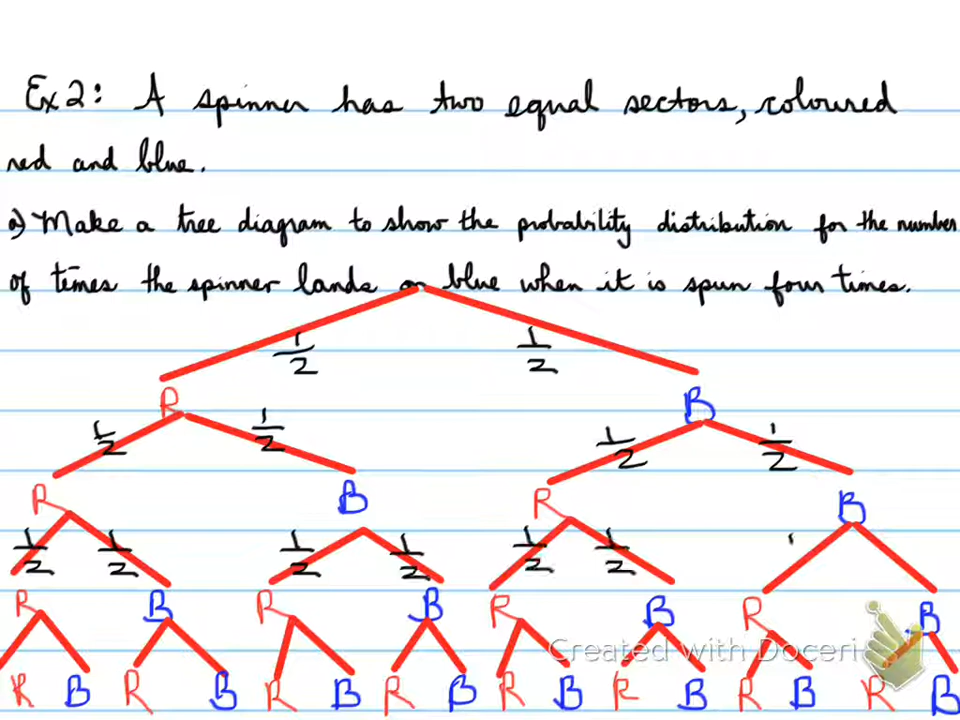 Ex 2: A spinner has two equal sectors, coloured
red and blue.
a) Make a tree diagram to show the probability distribution for the number
of times the spinner lands on blue when it is spun four times.
1/2 1/2
R B
1/2 1/2 1/2 1/2
R B R B
1/2 1/2 1/2 1/2 1/2 1/2
R B R B R B R B
Created with Doceri
R B R B R B R B R B R B R B R B